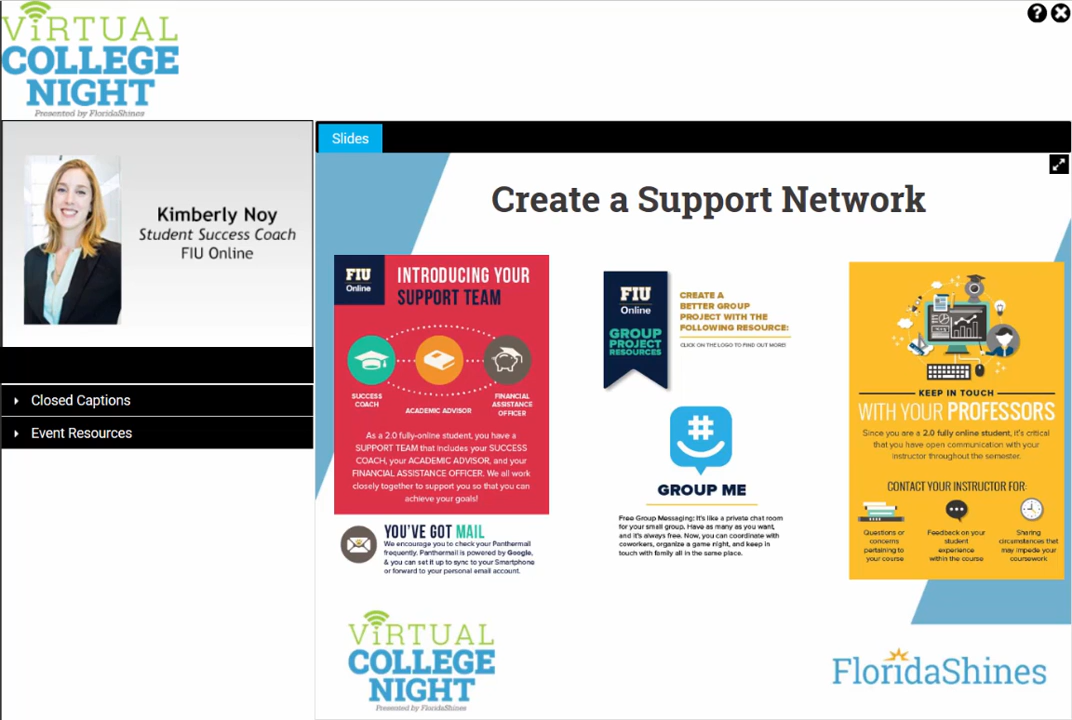 ViRTUAL
COLLEGE
NIGHT
Presented by FloridaShines
Kimberly Noy
Student Success Coach
FIU Online
Closed Captions
Event Resources
Slides
Create a Support Network
FIU
Online
INTRODUCING YOUR
SUPPORT TEAM
SUCCESS
COACH
ACADEMIC ADVISOR
FINANCIAL
ASSISTANCE
OFFICER
As a 2.0 fully-online student, you have a
SUPPORT TEAM that includes your SUCCESS
COACH, your ACADEMIC ADVISOR, and your
FINANCIAL ASSISTANCE OFFICER. We all work
closely together to support you so that you can
achieve your goals!
YOU'VE GOT MAIL
We encourage you to check your Panthermail
frequently. Panthermail is powered by Google,
& you can set it up to sync to your Smartphone
or forward to your personal email account.
FIU
Online
GROUP
PROJECT
RESOURCES
CREATE A
BETTER GROUP
PROJECT WITH THE
FOLLOWING RESOURCE:
CLICK ON THE LOGO TO FIND OUT MORE!
#
GROUP ME
Free Group Messaging: It's like a private chat room
for your small group. Have as many as you want,
and it's always free. Now, you can coordinate with
coworkers, organize a game night, and keep in
touch with family all in the same place.
KEEP IN TOUCH
WITH YOUR PROFESSORS
Since you are a 2.0 fully online student, it's critical
that you have open communication with your
instructor throughout the semester.
CONTACT YOUR INSTRUCTOR FOR:
Questions or
concerns
pertaining to
your course
Feedback on your
student
experience
within the course
Sharing
circumstances that
may impede your
coursework
ViRTUAL
COLLEGE
NIGHT
Presented by FloridaShines
FloridaShines